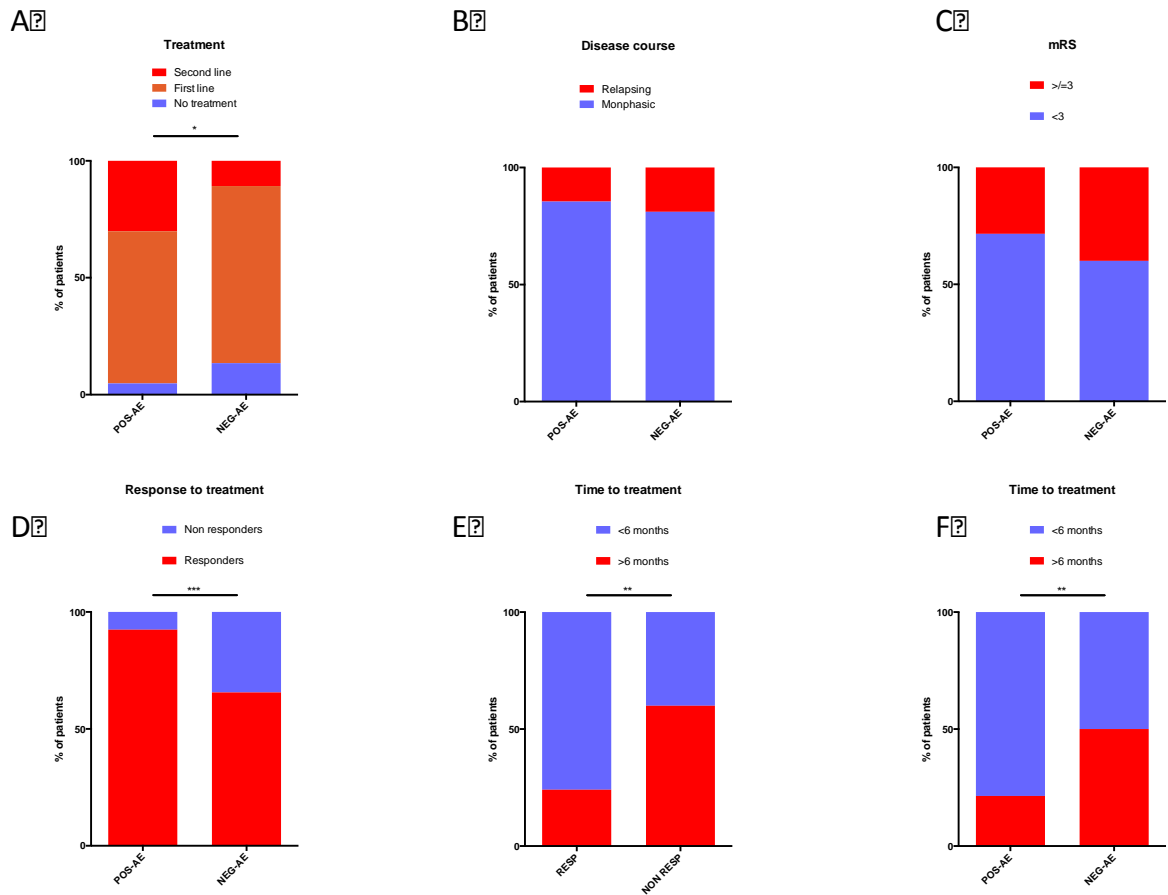 A⍰
Treatment
Second line
First line
No treatment
*
100
50
0
% of patients
POS-AE
NEG-AE
B⍰
Disease course
Relapsing
Monphasic
100
50
0
% of patients
POS-AE
NEG-AE
C⍰
mRS
>/=3
<3
100
50
0
% of patients
POS-AE
NEG-AE
D⍰
Response to treatment
Non responders
Responders
***
100
50
0
% of patients
POS-AE
NEG-AE
E⍰
Time to treatment
<6 months
>6 months
**
100
50
0
% of patients
RESP
NON RESP
F⍰
Time to treatment
<6 months
>6 months
**
100
50
0
% of patients
POS-AE
NEG-AE